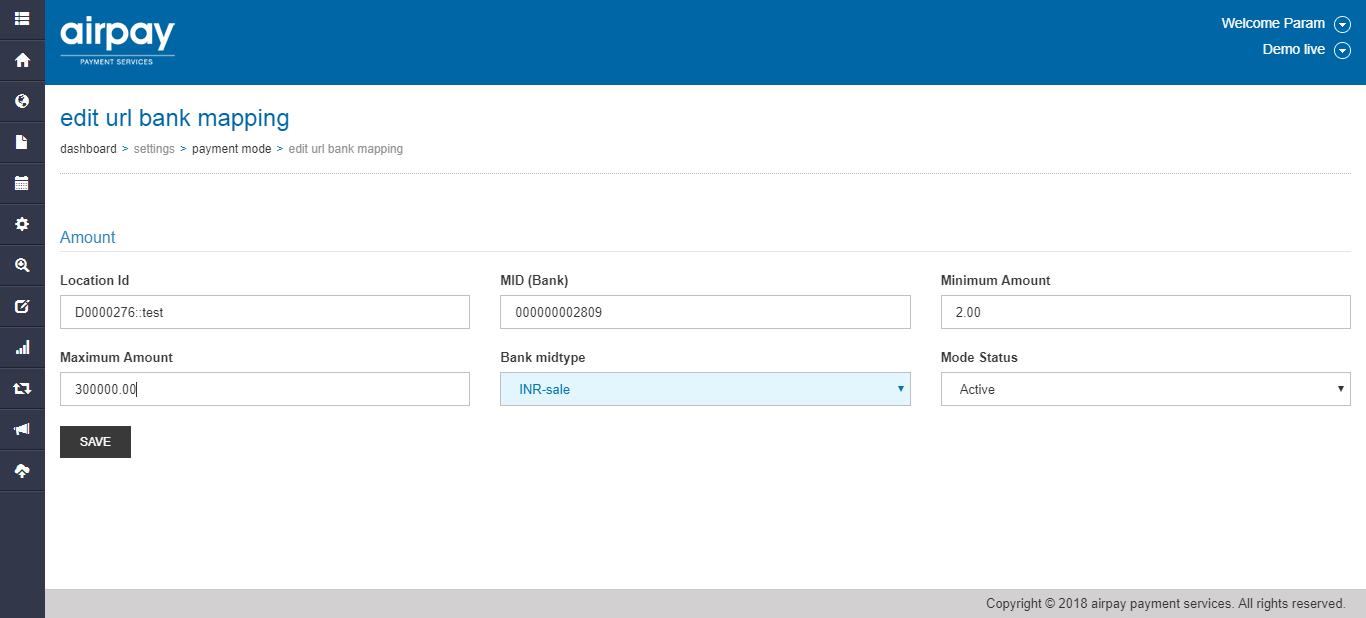 airpay
PAYMENT SERVICES
Welcome Param
Demo live
edit url bank mapping
dashboard > settings > payment mode > edit url bank mapping
Amount
Location Id
D0000276::test
MID (Bank)
000000002809
Minimum Amount
2.00
Maximum Amount
300000.00
Bank midtype
INR-sale
Mode Status
Active
SAVE
Copyright © 2018 airpay payment services. All rights reserved.